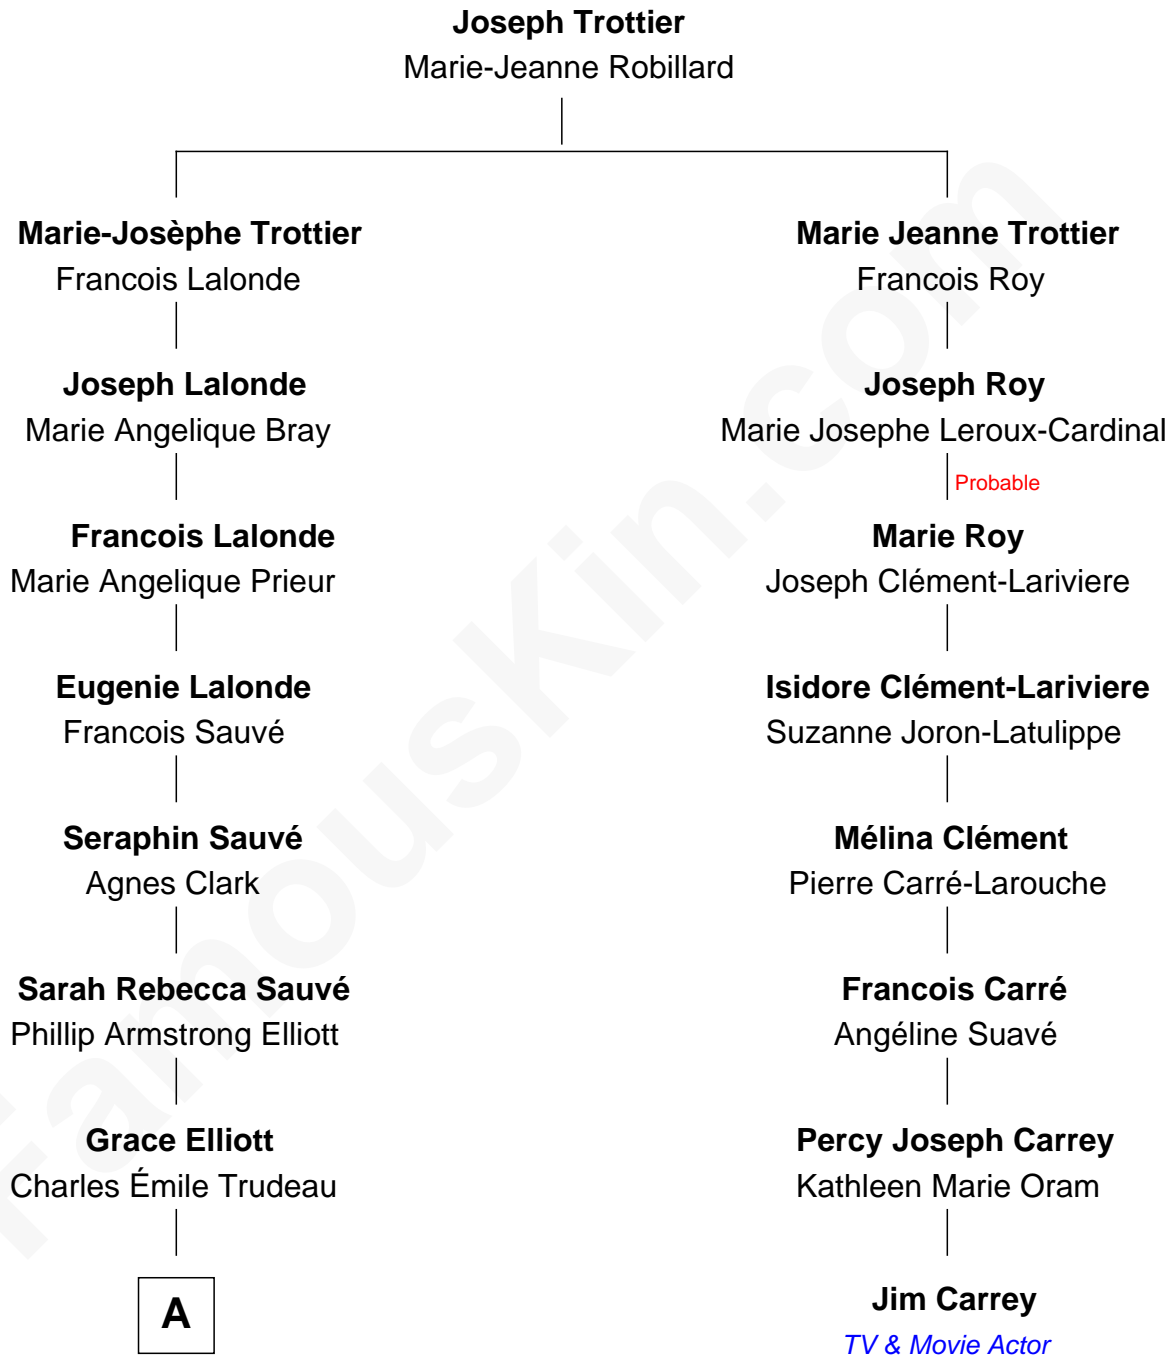 Joseph Trottier
Marie-Jeanne Robillard
Marie-Josèphe Trottier
Francois Lalonde
Joseph Lalonde
Marie Angelique Bray
Francois Lalonde
Marie Angelique Prieur
Eugenie Lalonde
Francois Sauvé
Seraphin Sauvé
Agnes Clark
Sarah Rebecca Sauvé
Phillip Armstrong Elliott
Grace Elliott
Charles Émile Trudeau
A
Marie Jeanne Trottier
Francois Roy
Joseph Roy
Marie Josephe Leroux-Cardinal
Probable
Marie Roy
Joseph Clément-Lariviere
Isidore Clément-Lariviere
Suzanne Joron-Latulippe
Mélina Clément
Pierre Carré-Larouche
Francois Carré
Angéline Suavé
Percy Joseph Carrey
Kathleen Marie Oram
Jim Carrey
TV & Movie Actor
FamousKin.com